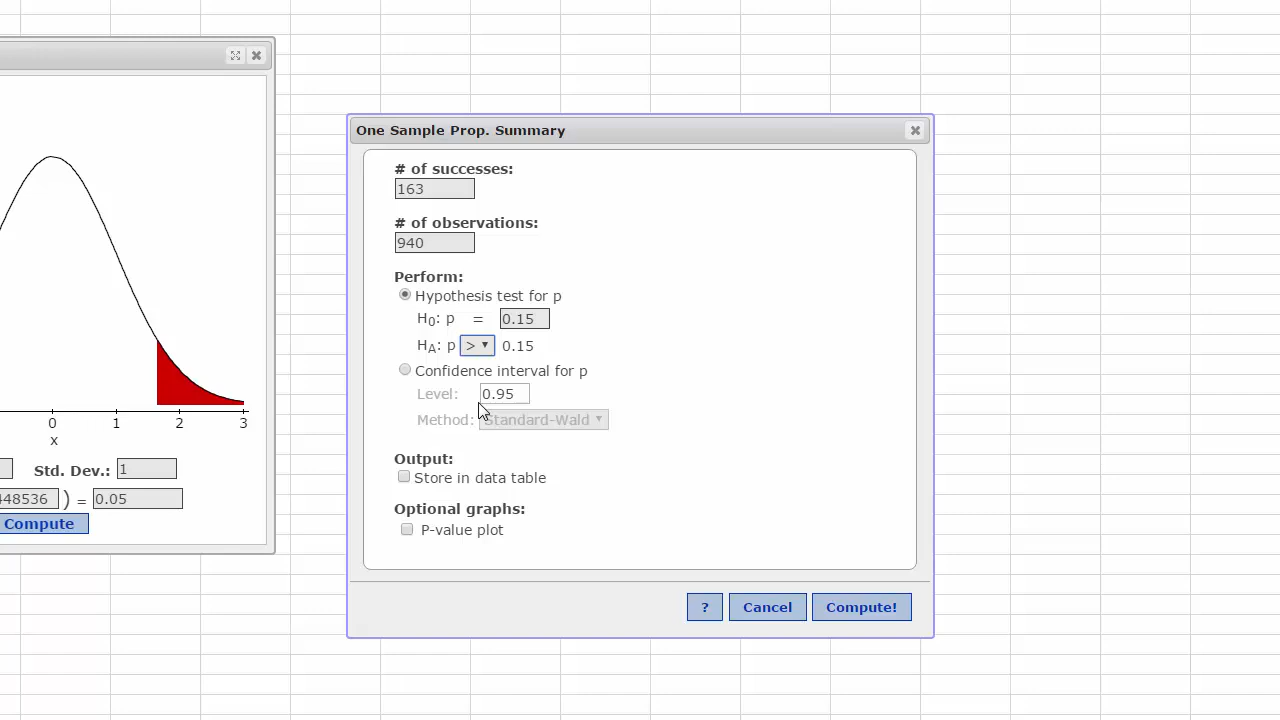 0 1 2 3
x
Std. Dev.: 1
448536 ) = 0.05
Compute
One Sample Prop. Summary
# of successes:
163
# of observations:
940
Perform:
Hypothesis test for p
H0: p = 0.15
HA: p > 0.15
Confidence interval for p
Level: 0.95
Method: Standard-Wald
Output:
Store in data table
Optional graphs:
P-value plot
? Cancel Compute!